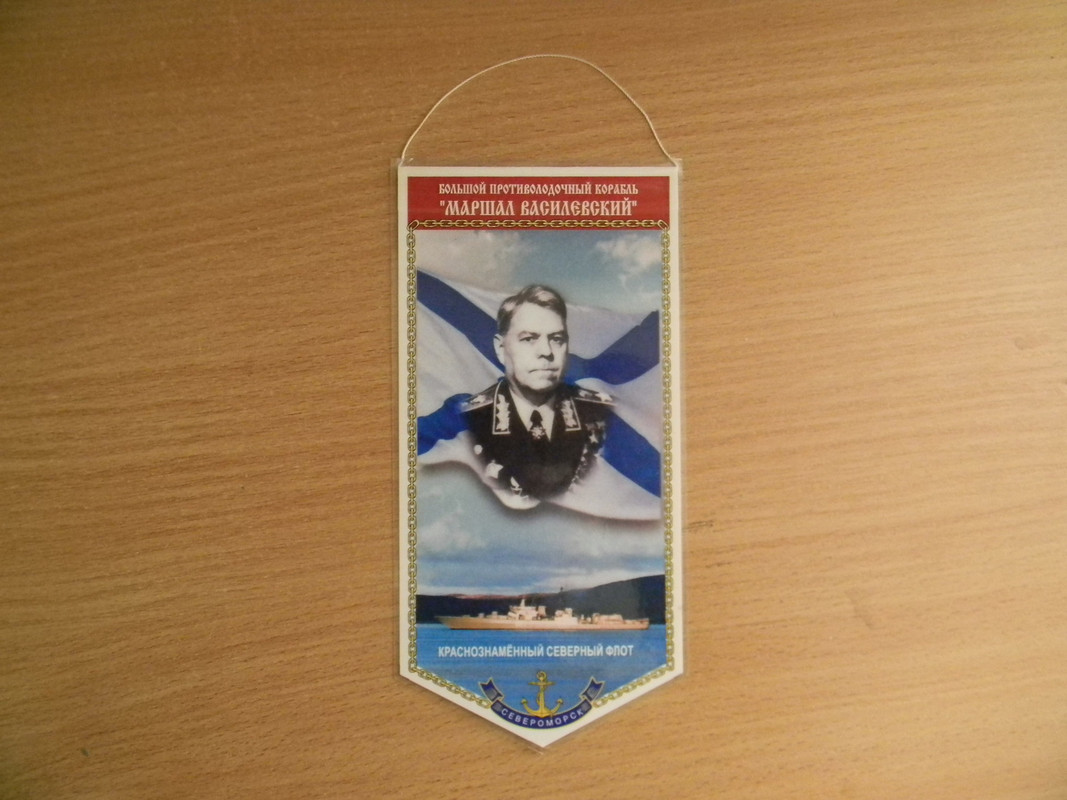 БОЛЬШОЙ ПРОТИВОЛОДОЧНЫЙ КОРАБЛЬ
"МАРШАЛ ВАСИЛЕВСКИЙ"
КРАСНОЗНАМЁННЫЙ СЕВЕРНЫЙ ФЛОТ
СЕВЕРОМОРСК